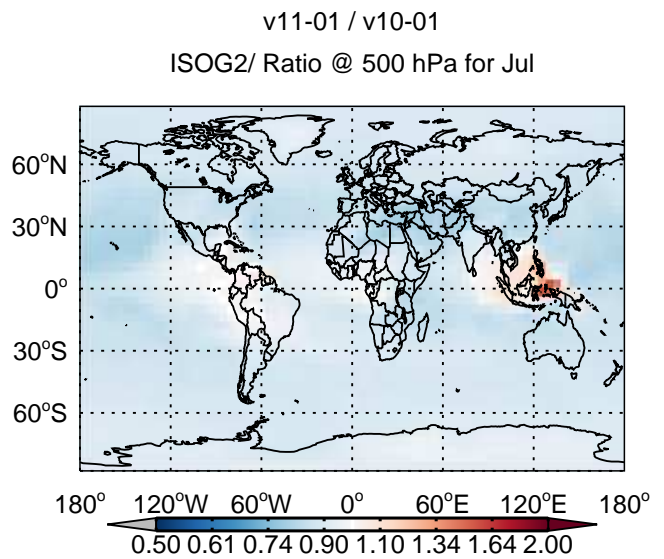 v11-01 / v10-01
ISOG2/ Ratio @ 500 hPa for Jul
60°N
30°N
0°
30°S
60°S
180° 120°W 60°W 0° 60°E 120°E 180°
0.50 0.61 0.74 0.90 1.10 1.34 1.64 2.00